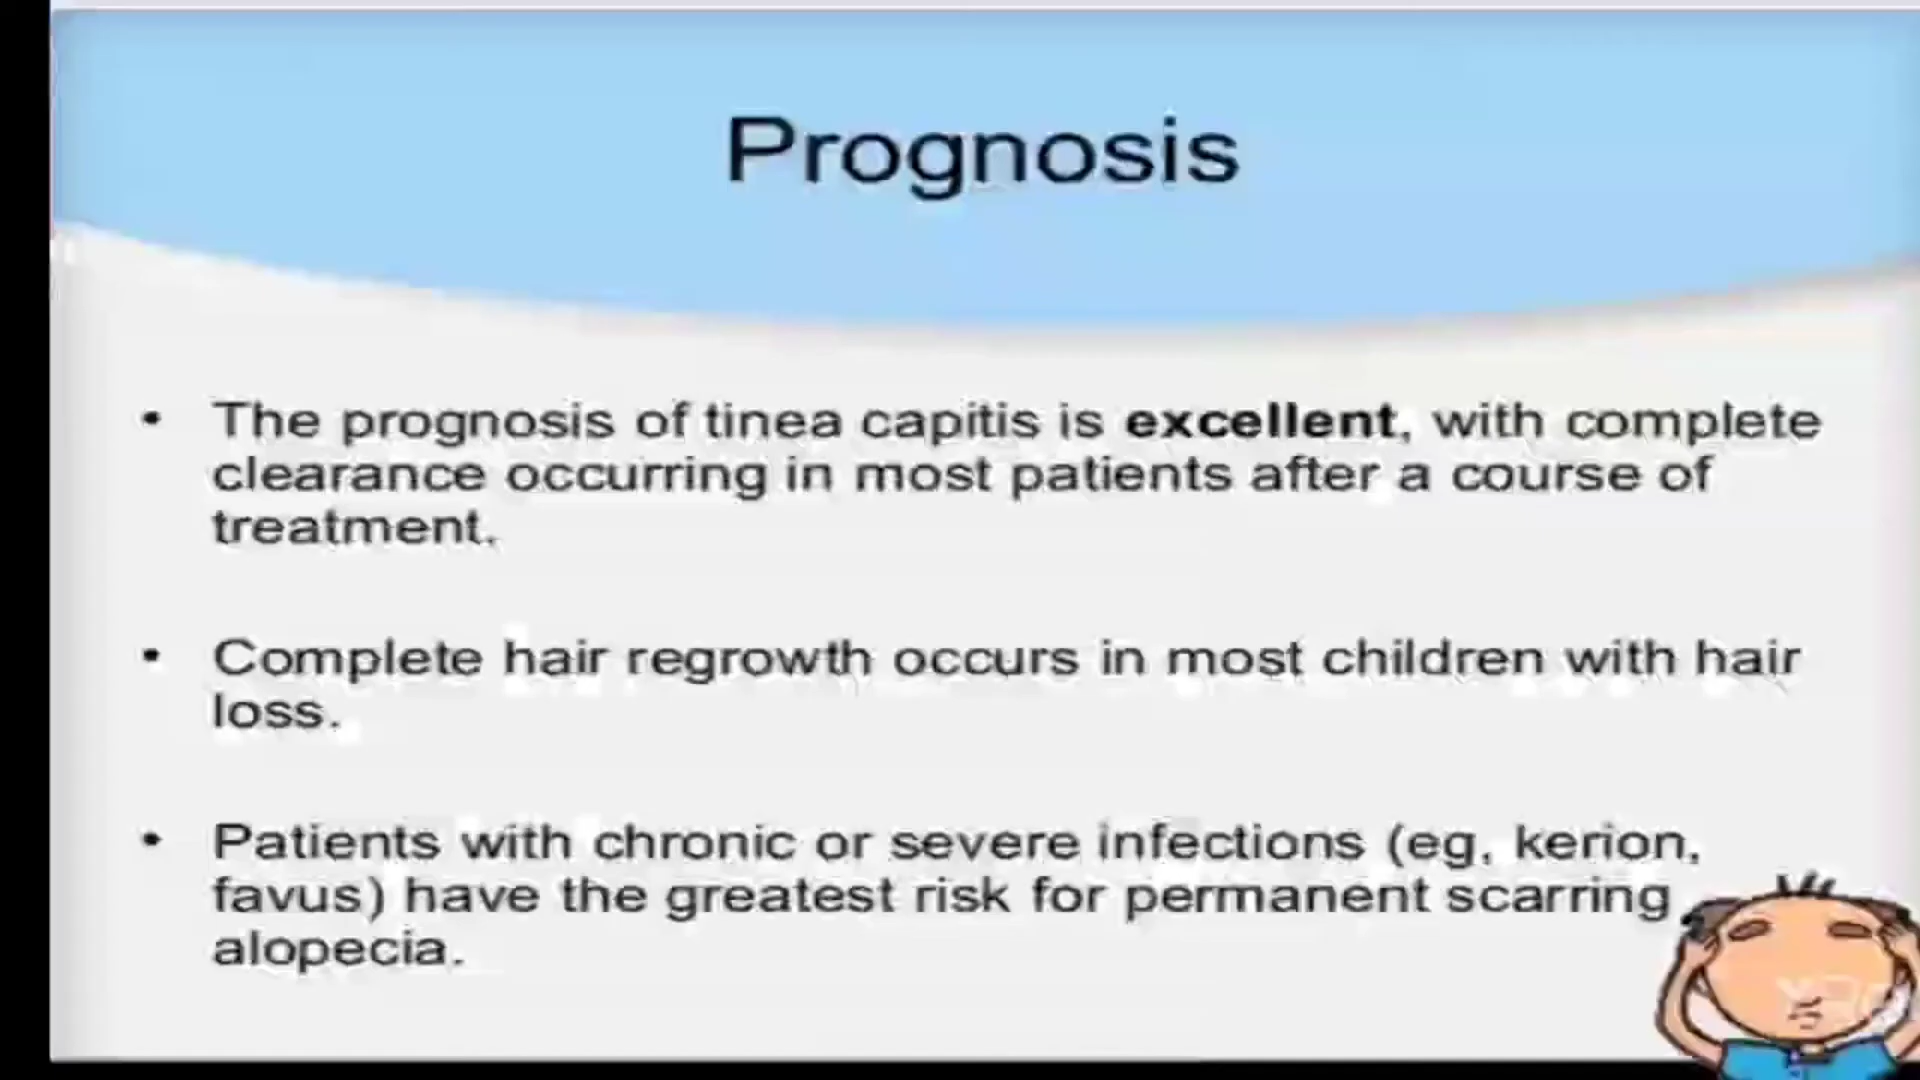 Prognosis
• The prognosis of tinea capitis is excellent, with complete
clearance occurring in most patients after a course of
treatment.
• Complete hair regrowth occurs in most children with hair
loss.
• Patients with chronic or severe infections (eg, kerion,
favus) have the greatest risk for permanent scarring
alopecia.